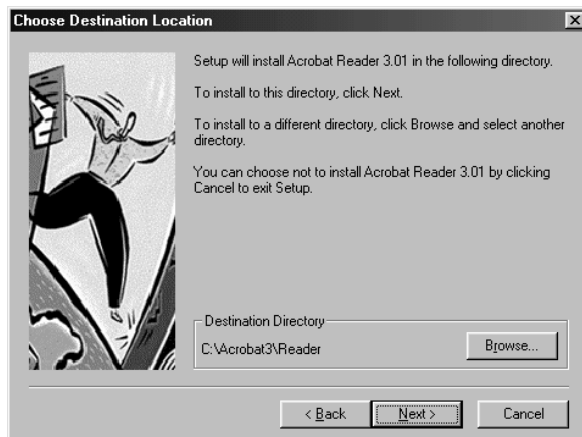 Choose Destination Location
Setup will install Acrobat Reader 3.01 in the following directory.
To install to this directory, click Next.
To install to a different directory, click Browse and select another
directory.
You can choose not to install Acrobat Reader 3.01 by clicking
Cancel to exit Setup.
Destination Directory
C:\Acrobat3\Reader
Browse...
< Back
Next >
Cancel